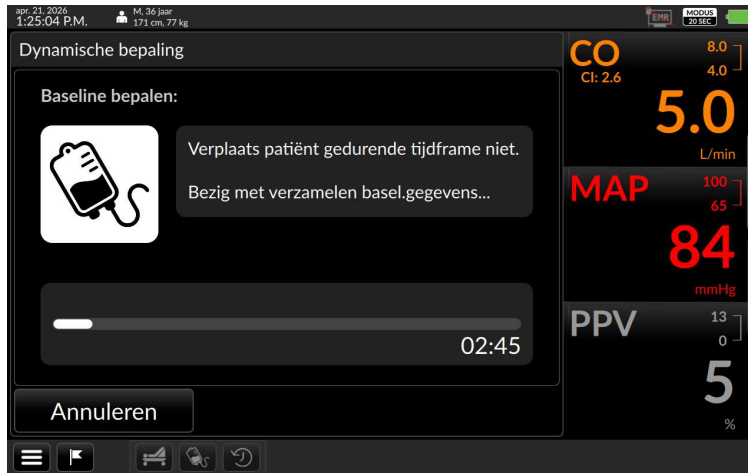 apr. 21, 2026
1:25:04 P.M.
M, 36 jaar
171 cm, 77 kg
EMR
MODUS
20 SEC
Dynamische bepaling
Baseline bepalen:
Verplaats patiënt gedurende tijdframe niet.
Bezig met verzamelen basel.gegevens...
02:45
Annuleren
CO
CI: 2.6
8.0
4.0
5.0
L/min
MAP
100
65
84
mmHg
PPV
13
0
5
%